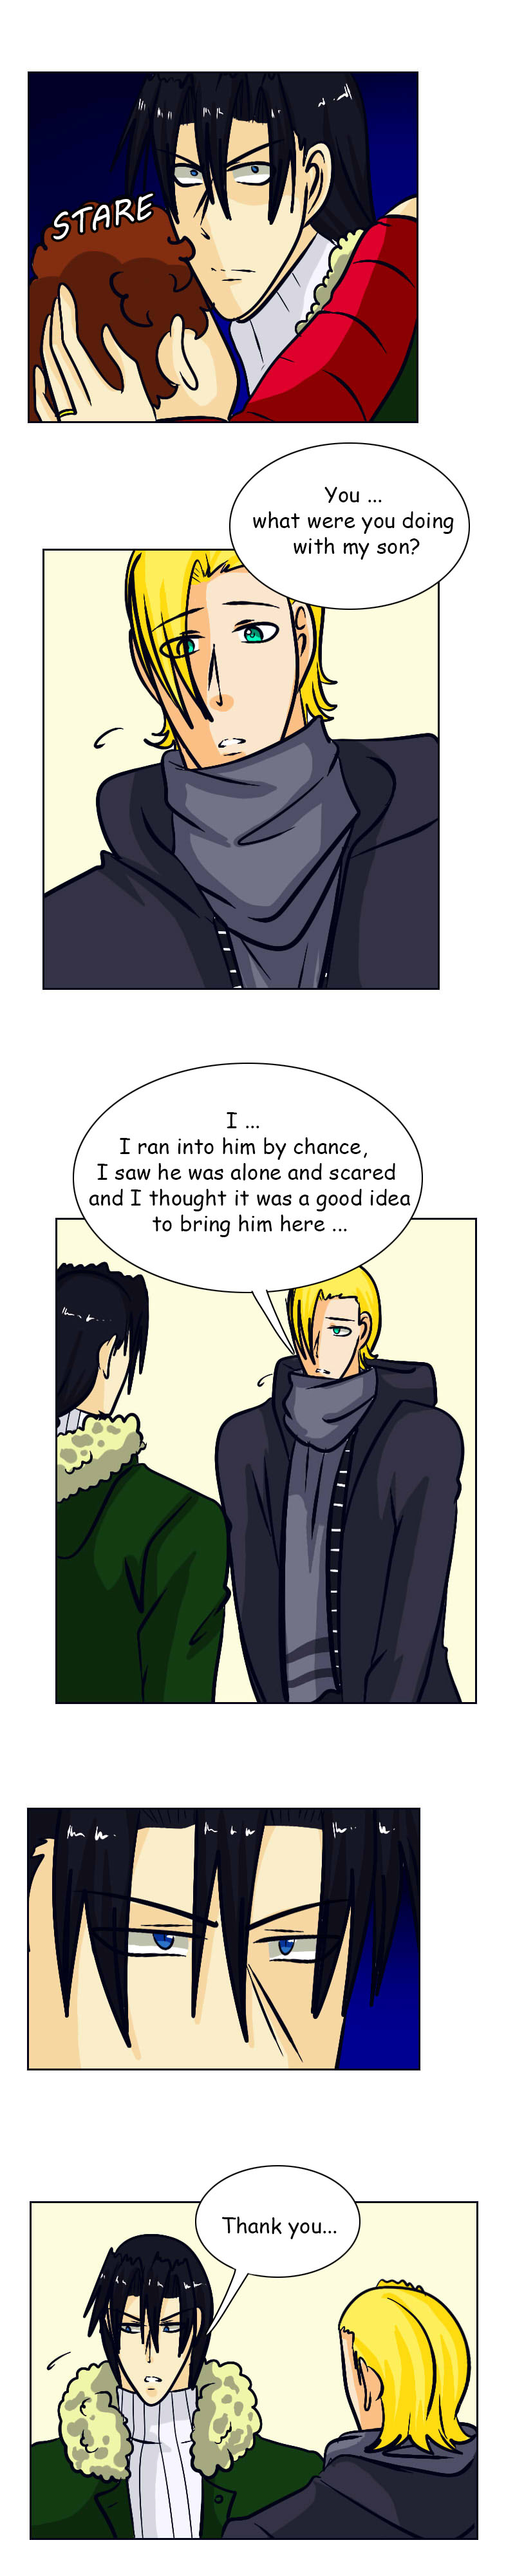 STARE
You ...
what were you doing
with my son?
I ...
I ran into him by chance,
I saw he was alone and scared
and I thought it was a good idea
to bring him here ...
Thank you...